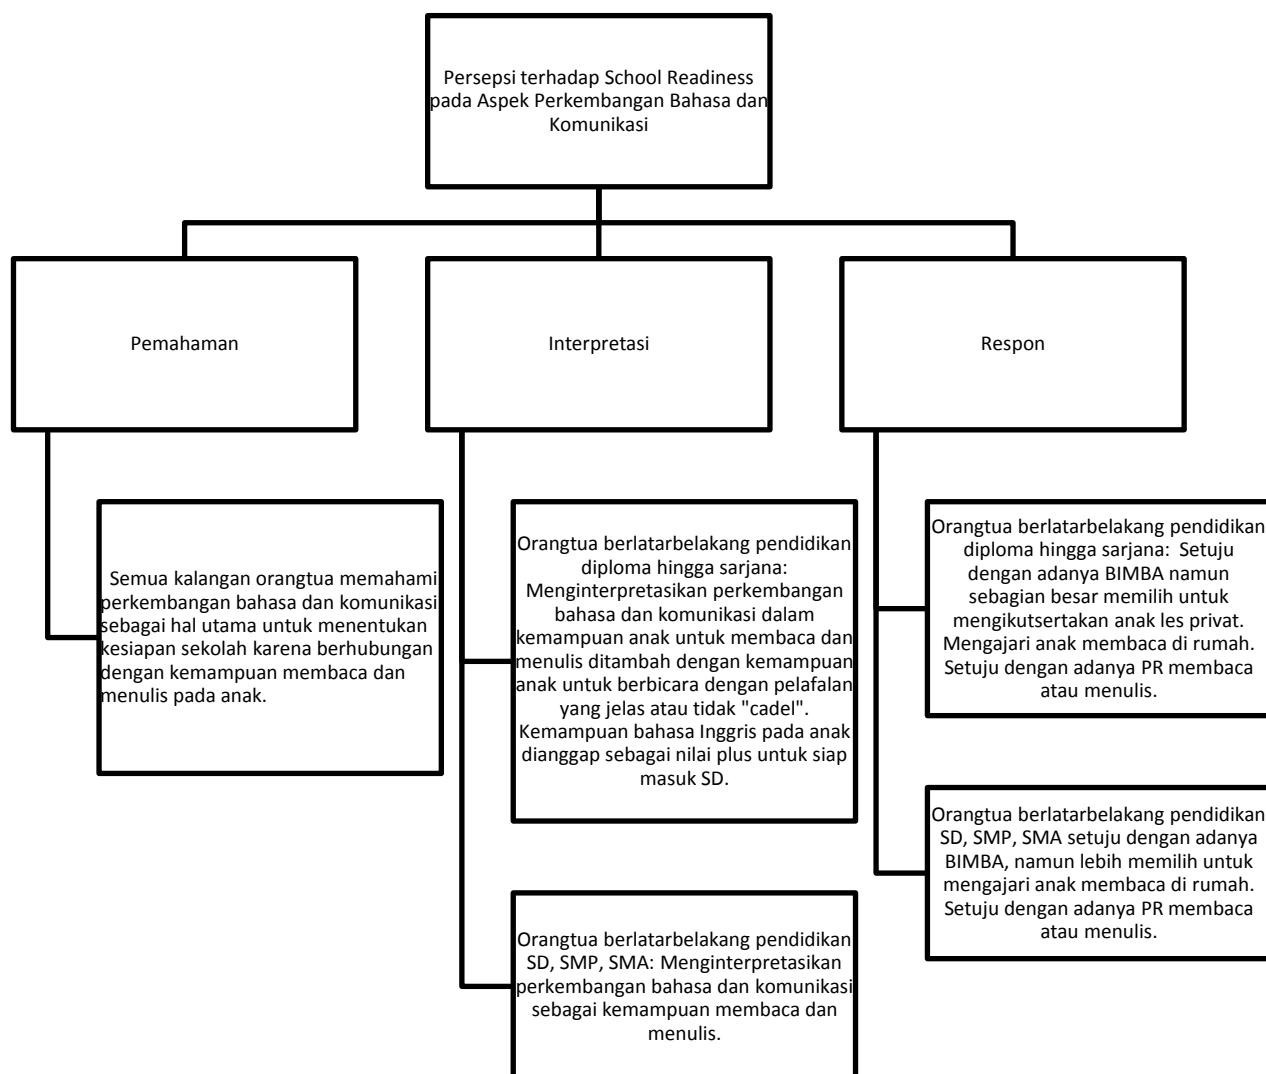 Persepsi terhadap School Readiness
pada Aspek Perkembangan Bahasa dan
Komunikasi
Pemahaman
Interpretasi
Respon
Semua kalangan orangtua memahami
perkembangan bahasa dan komunikasi
sebagai hal utama untuk menentukan
kesiapan sekolah karena berhubungan
dengan kemampuan membaca dan
menulis pada anak.
Orangtua berlatarbelakang pendidikan
diploma hingga sarjana:
Menginterpretasikan perkembangan
bahasa dan komunikasi dalam
kemampuan anak untuk membaca dan
menulis ditambah dengan kemampuan
anak untuk berbicara dengan pelafalan
yang jelas atau tidak "cadel".
Kemampuan bahasa Inggris pada anak
dianggap sebagai nilai plus untuk siap
masuk SD.
Orangtua berlatarbelakang pendidikan
SD, SMP, SMA: Menginterpretasikan
perkembangan bahasa dan komunikasi
sebagai kemampuan membaca dan
menulis.
Orangtua berlatarbelakang pendidikan
diploma hingga sarjana: Setuju
dengan adanya BIMBA namun
sebagian besar memilih untuk
mengikutsertakan anak les privat.
Mengajari anak membaca di rumah.
Setuju dengan adanya PR membaca
atau menulis.
Orangtua berlatarbelakang pendidikan
SD, SMP, SMA setuju dengan adanya
BIMBA, namun lebih memilih untuk
mengajari anak membaca di rumah.
Setuju dengan adanya PR membaca
atau menulis.